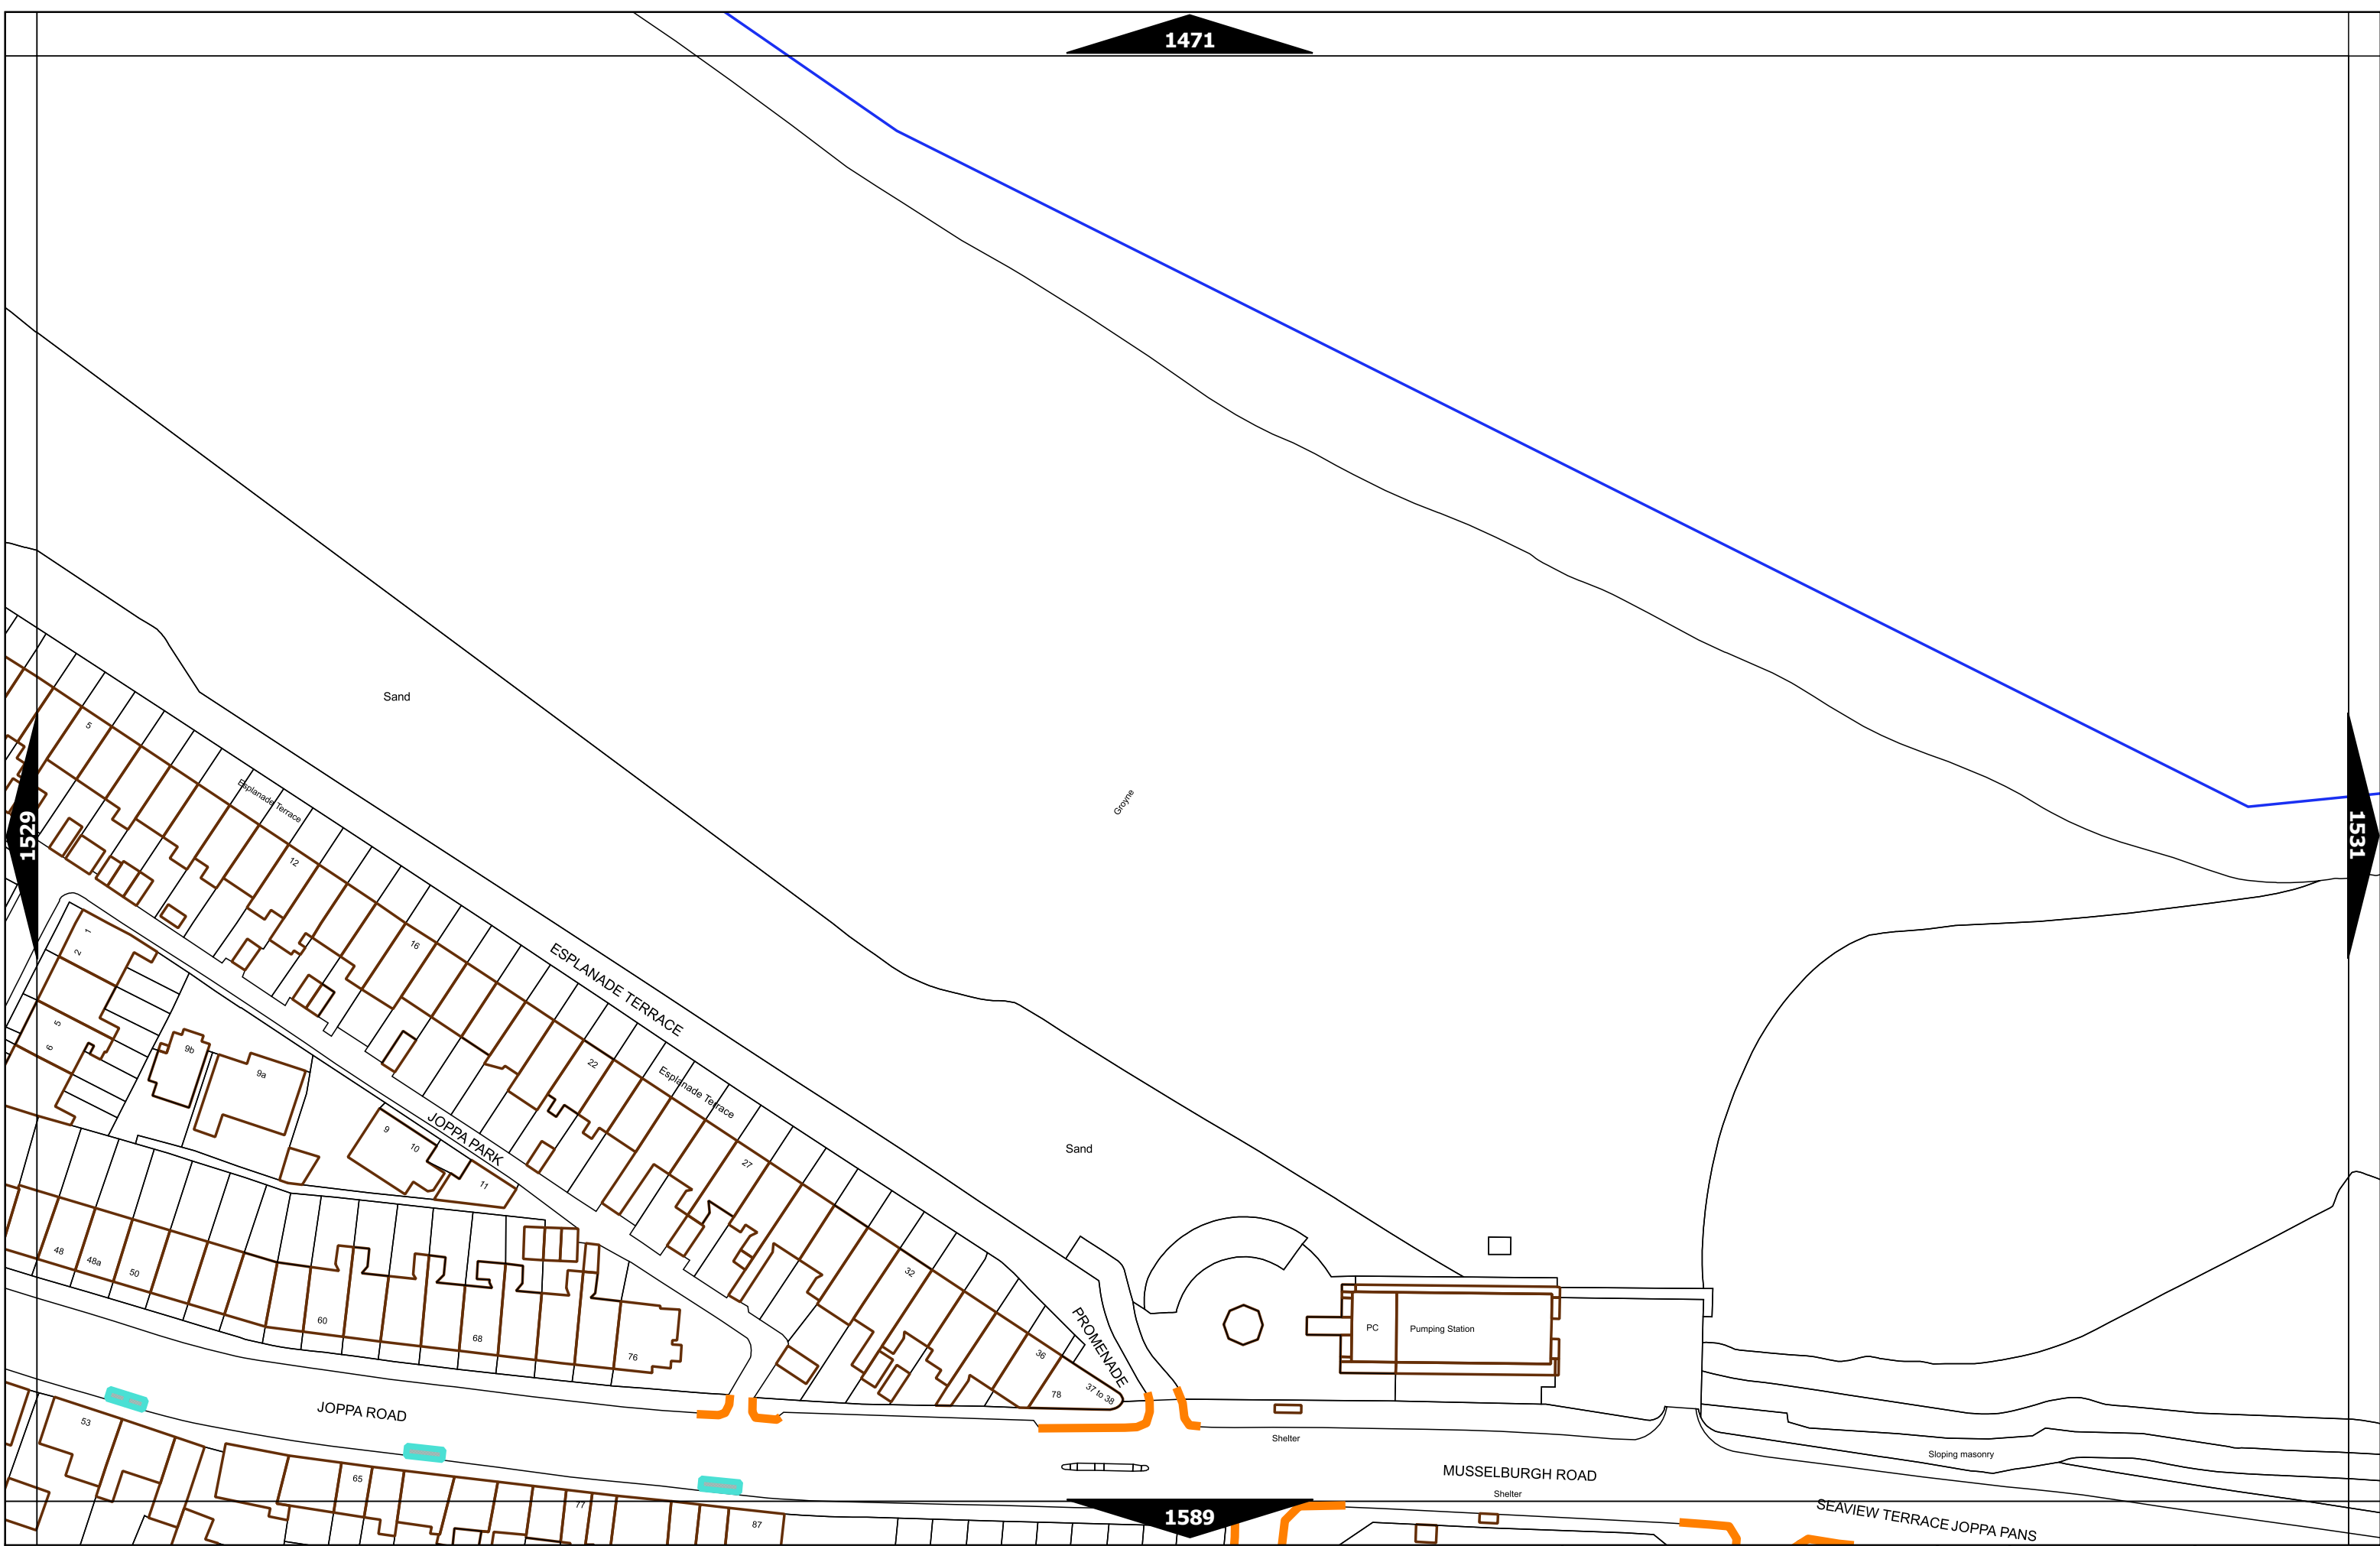 1471
Sand
5
Esplanade Terrace
12
1529
1531
Groyne
16
ESPLANADE TERRACE
1
2
5
6
9b
9a
22
Esplanade Terrace
JOPPA PARK
9
10
11
27
Sand
48
48a
50
32
60
68
76
PROMENADE
36
37 to 38
78
PC
Pumping Station
JOPPA ROAD
53
65
77
87
Shelter
MUSSELBURGH ROAD
Shelter
Sloping masonry
SEAVIEW TERRACE JOPPA PANS
1589